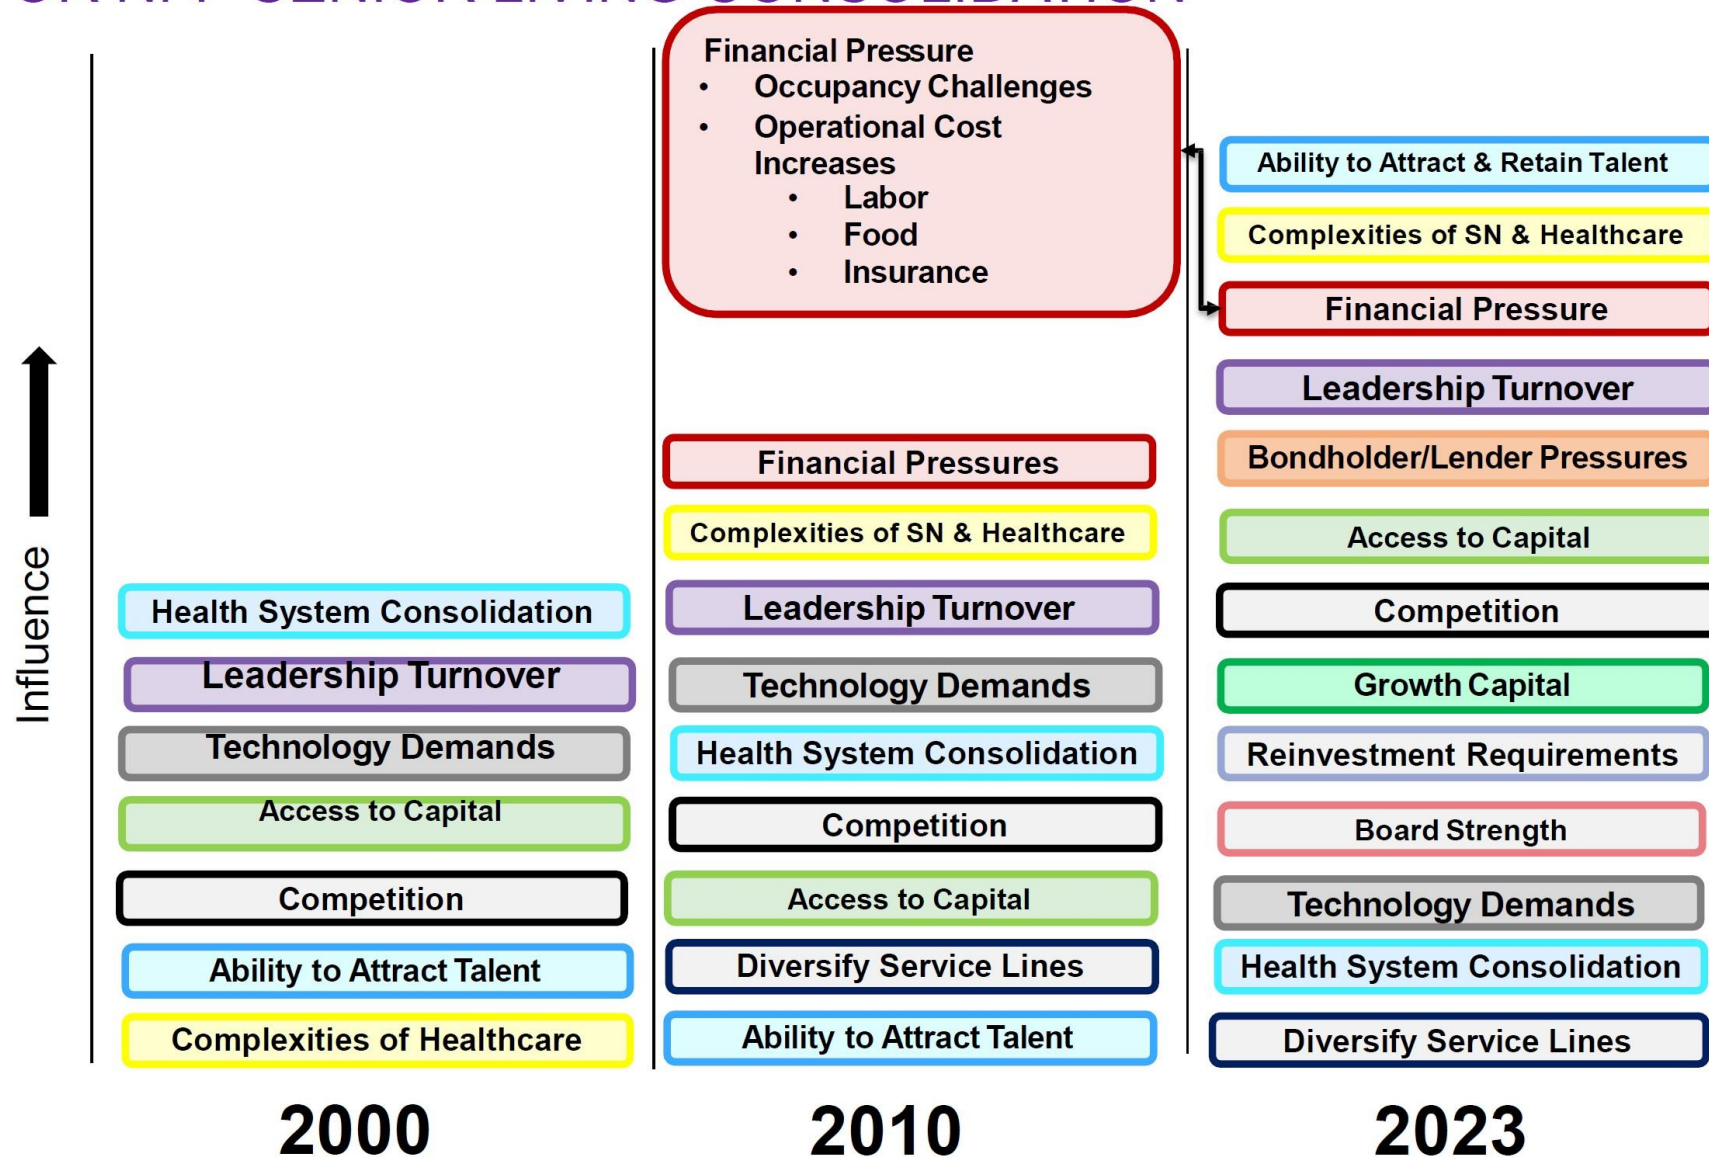 SENIOR LIVING CONSOLIDATION
Financial Pressure
• Occupancy Challenges
• Operational Cost
Increases
• Labor
• Food
• Insurance
Influence
Health System Consolidation
Leadership Turnover
Technology Demands
Access to Capital
Competition
Ability to Attract Talent
Complexities of Healthcare
2000
Financial Pressures
Complexities of SN & Healthcare
Leadership Turnover
Technology Demands
Health System Consolidation
Competition
Access to Capital
Diversify Service Lines
Ability to Attract Talent
2010
Ability to Attract & Retain Talent
Complexities of SN & Healthcare
Financial Pressure
Leadership Turnover
Bondholder/Lender Pressures
Access to Capital
Competition
Growth Capital
Reinvestment Requirements
Board Strength
Technology Demands
Health System Consolidation
Diversify Service Lines
2023